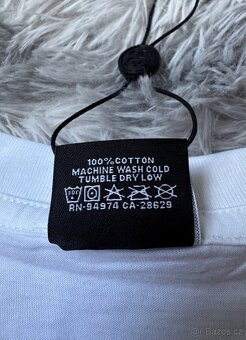 100% COTTON
MACHINE WASH COLD
TUMBLE DRY LOW
RN-94974 CA-28629
Bazos.cz